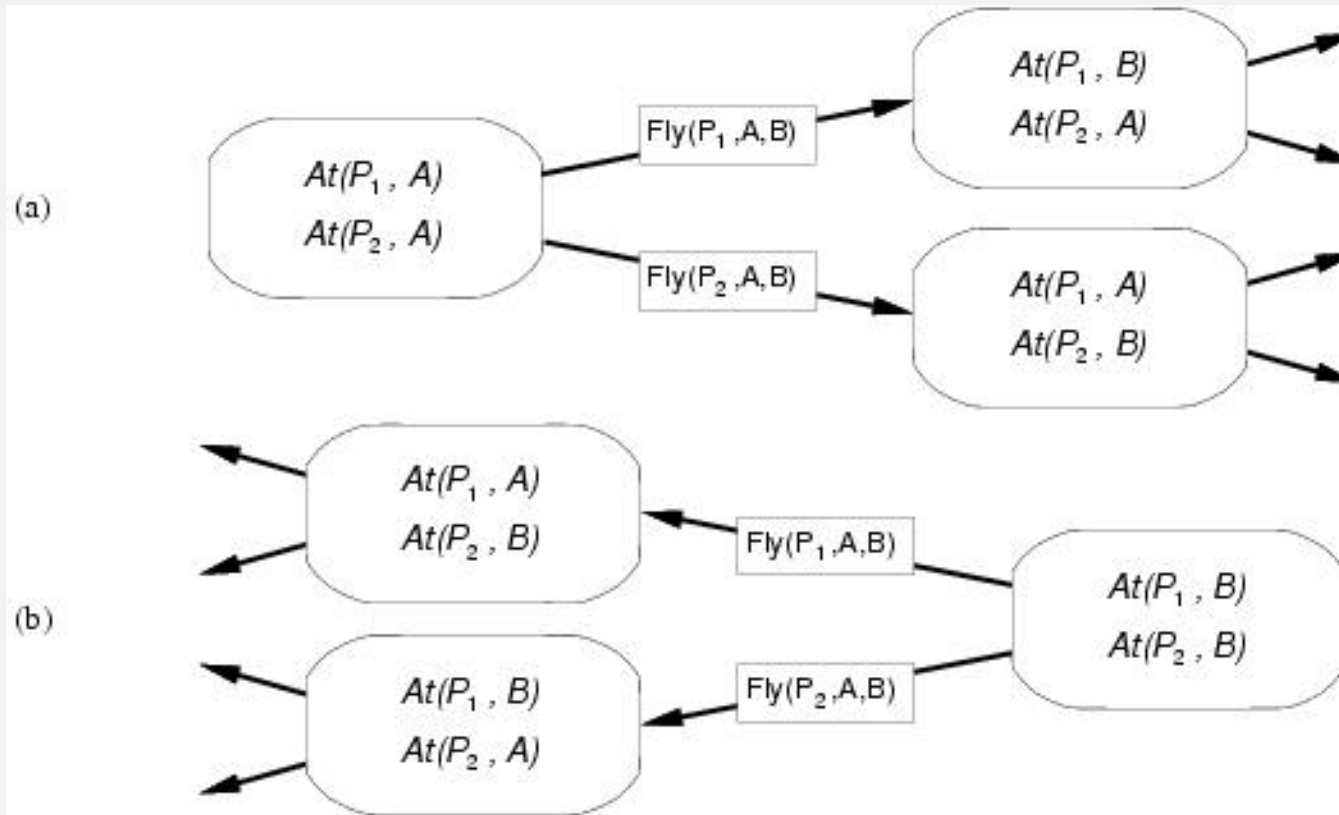 (a)
At(P₁ , A)
At(P₂ , A)
Fly(P₁ ,A,B)
Fly(P₂ ,A,B)
At(P₁ , B)
At(P₂ , A)
At(P₁ , A)
At(P₂ , B)
(b)
At(P₁ , A)
At(P₂ , B)
At(P₁ , B)
At(P₂ , A)
Fly(P₁ ,A,B)
Fly(P₂ ,A,B)
At(P₁ , B)
At(P₂ , B)